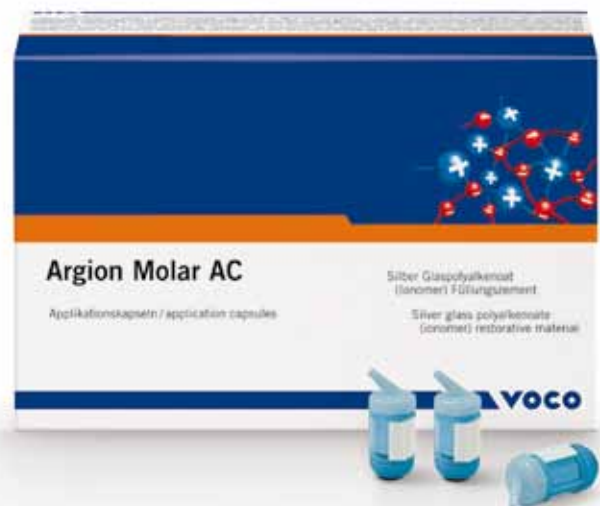 Argion Molar AC
Applikationskapseln / application capsules
Silber Glaspolyalkenoat
(Ionomer) Füllungszement
Silver glass polyalkenoate
(ionomer) restorative material
VOCO